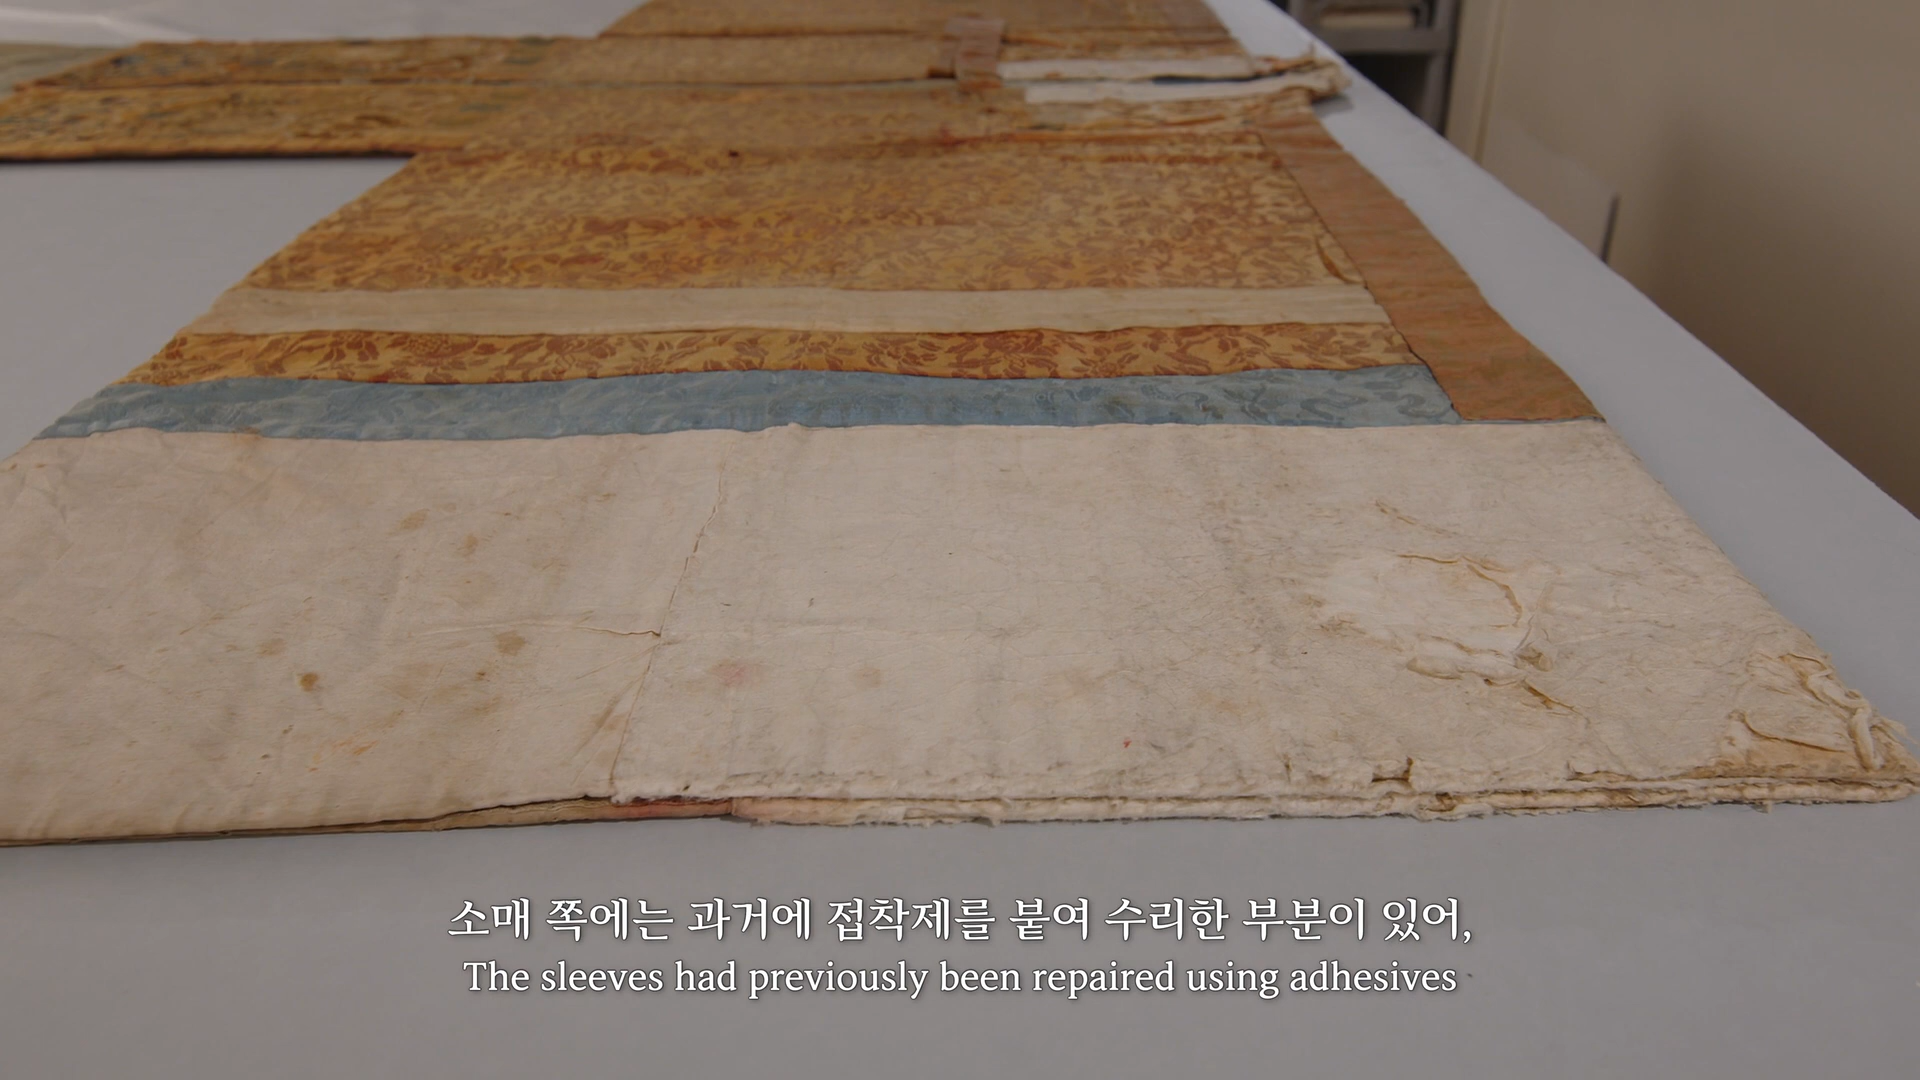 소매 쪽에는 과거에 접착제를 붙여 수리한 부분이 있어,
The sleeves had previously been repaired using adhesives